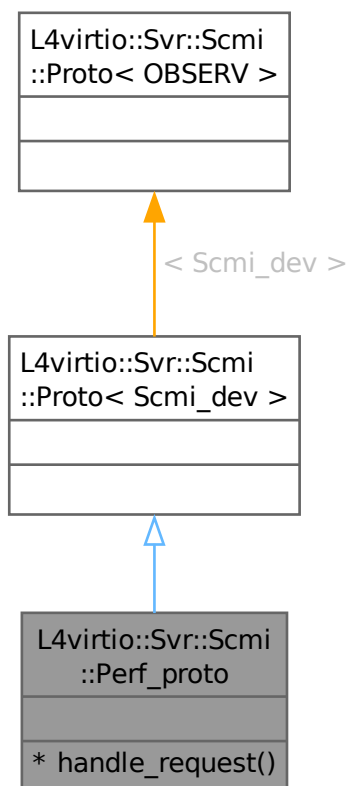 L4virtio::Svr::Scmi
::Proto< OBSERV >
< Scmi_dev >
L4virtio::Svr::Scmi
::Proto< Scmi_dev >
L4virtio::Svr::Scmi
::Perf_proto
* handle_request()